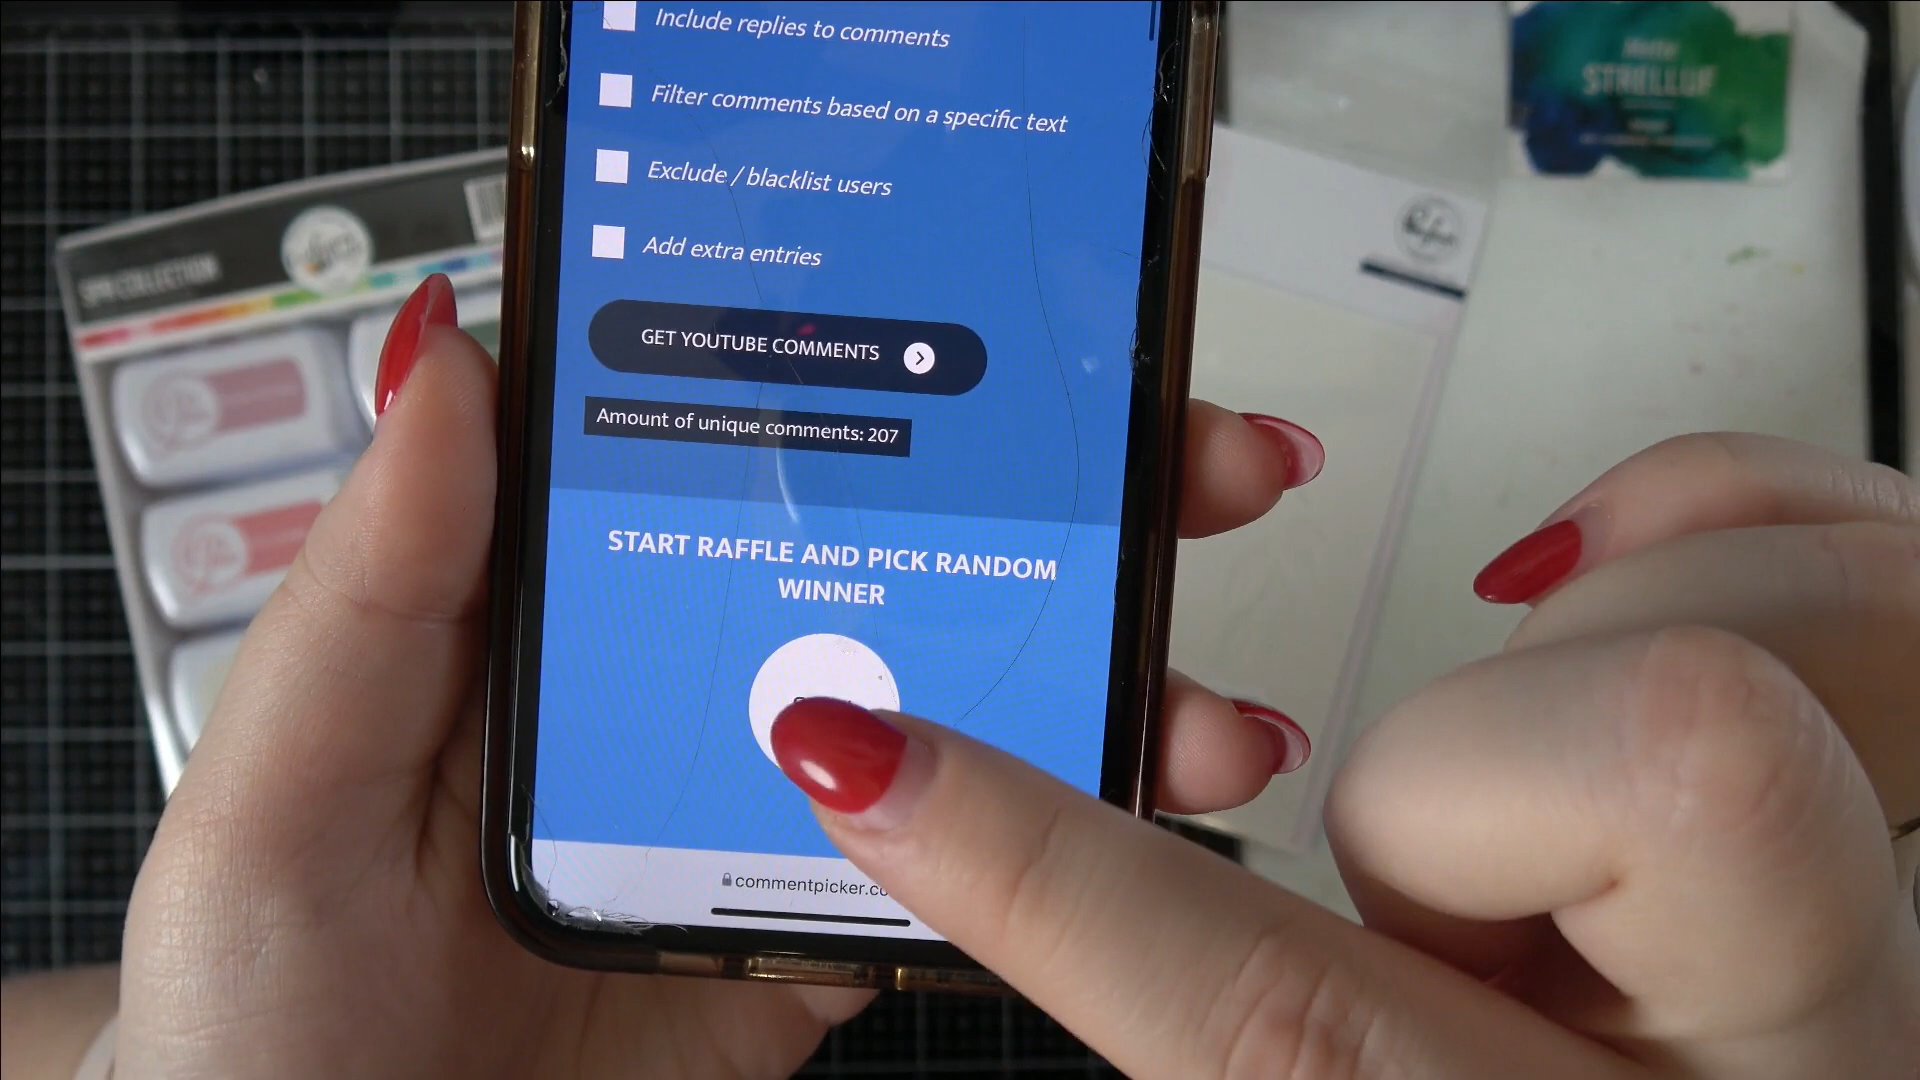 Include replies to comments
Filter comments based on a specific text
Exclude / blacklist users
Add extra entries
GET YOUTUBE COMMENTS
Amount of unique comments: 207
START RAFFLE AND PICK RANDOM
WINNER
commentpicker.co
COLLECTION